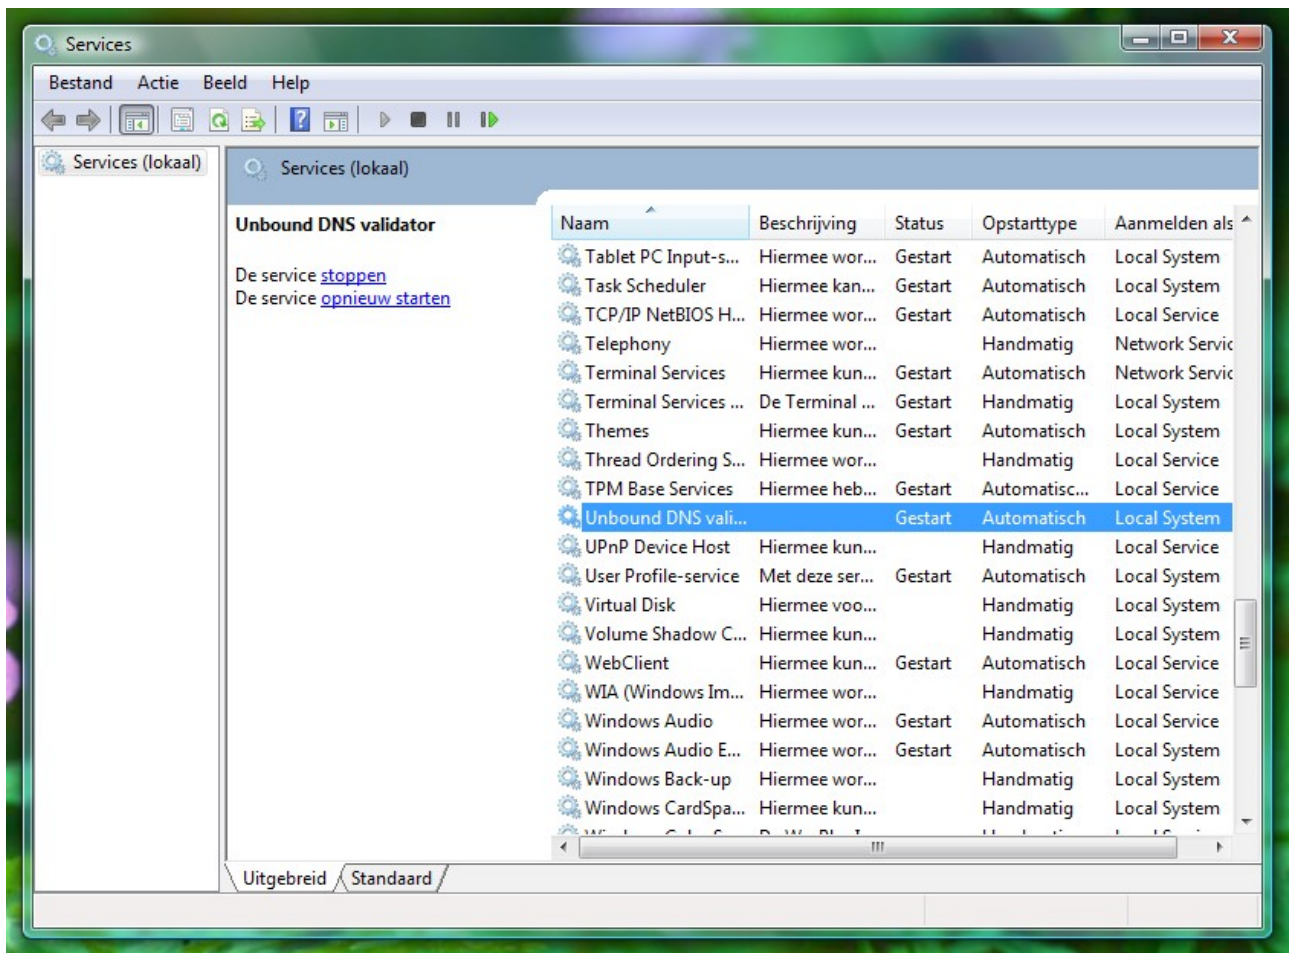 Services
Bestand Actie Beeld Help
Services (lokaal)
Services (lokaal)
Unbound DNS validator
De service stoppen
De service opnieuw starten
Naam Beschrijving Status Opstarttype Aanmelden als
Tablet PC Input-s... Hiermee wor... Gestart Automatisch Local System
Task Scheduler Hiermee kan... Gestart Automatisch Local System
TCP/IP NetBIOS H... Hiermee wor... Gestart Automatisch Local Service
Telephony Hiermee wor... Handmatig Network Servic
Terminal Services Hiermee kun... Gestart Automatisch Network Servic
Terminal Services ... De Terminal ... Gestart Handmatig Local System
Themes Hiermee kun... Gestart Automatisch Local System
Thread Ordering S... Hiermee wor... Handmatig Local Service
TPM Base Services Hiermee heb... Gestart Automatisc... Local Service
Unbound DNS vali... Gestart Automatisch Local System
UPnP Device Host Hiermee kun... Handmatig Local Service
User Profile-service Met deze ser... Gestart Automatisch Local System
Virtual Disk Hiermee voo... Handmatig Local System
Volume Shadow C... Hiermee kun... Handmatig Local System
WebClient Hiermee kun... Gestart Automatisch Local Service
WIA (Windows Im... Hiermee wor... Handmatig Local Service
Windows Audio Hiermee wor... Gestart Automatisch Local Service
Windows Audio E... Hiermee wor... Gestart Automatisch Local System
Windows Back-up Hiermee wor... Handmatig Local System
Windows CardSpa... Hiermee kun... Handmatig Local System
Uitgebreid Standaard